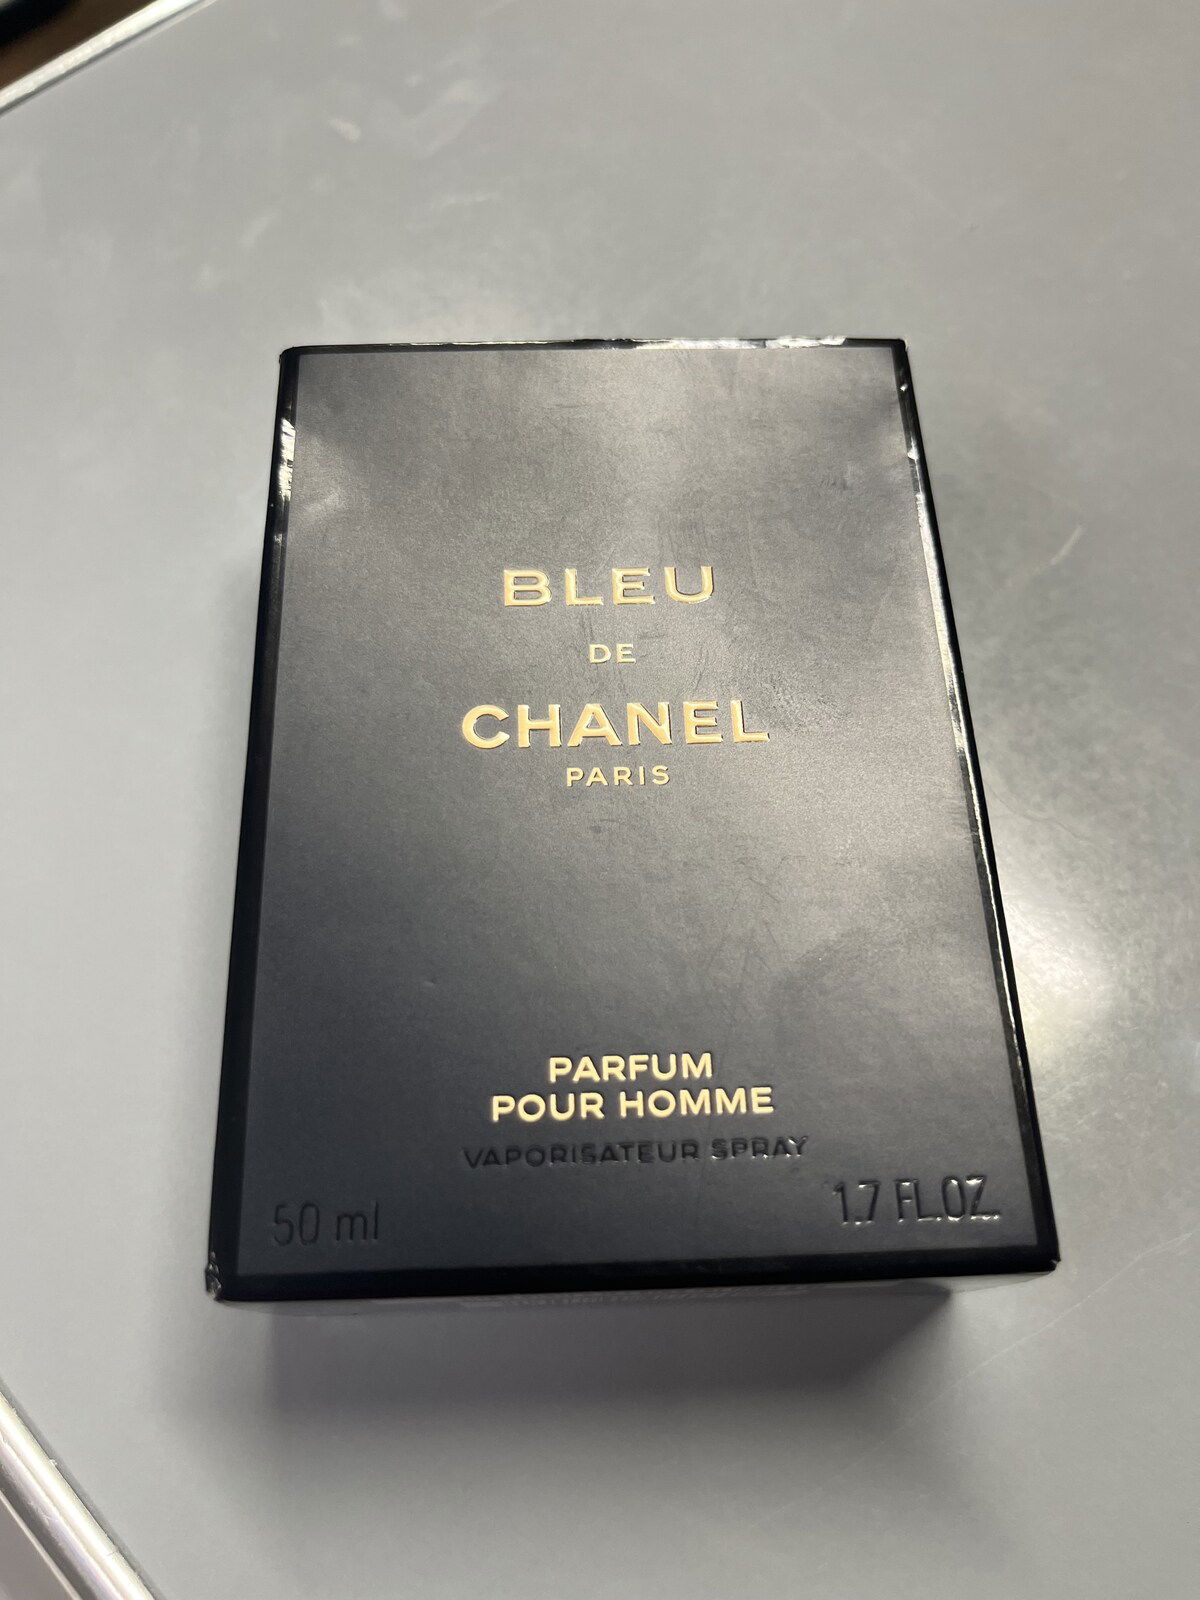 BLEU
DE
CHANEL
PARIS
PARFUM
POUR HOMME
VAPORISATEUR SPRAY
50 ml 1.7 FL.OZ.